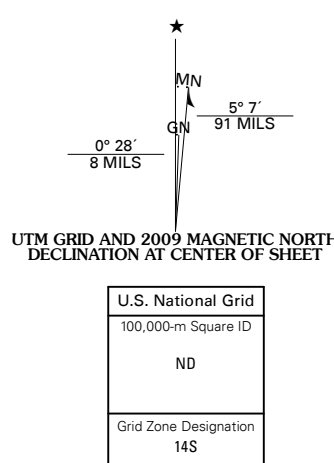 ★
MN
5° 7´
91 MILS
GN
0° 28´
8 MILS
UTM GRID AND 2009 MAGNETIC NORTH
DECLINATION AT CENTER OF SHEET
U.S. National Grid
100,000-m Square ID
ND
Grid Zone Designation
14S